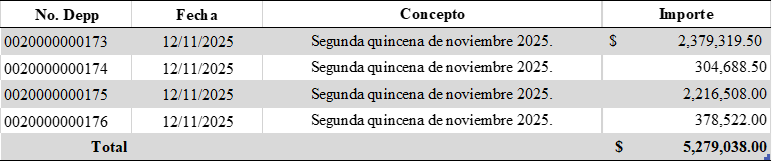 No. Depp Fecha Concepto Importe
0020000000173 12/11/2025 Segunda quincena de noviembre 2025. $ 2,379,319.50
0020000000174 12/11/2025 Segunda quincena de noviembre 2025. 304,688.50
0020000000175 12/11/2025 Segunda quincena de noviembre 2025. 2,216,508.00
0020000000176 12/11/2025 Segunda quincena de noviembre 2025. 378,522.00
Total $ 5,279,038.00